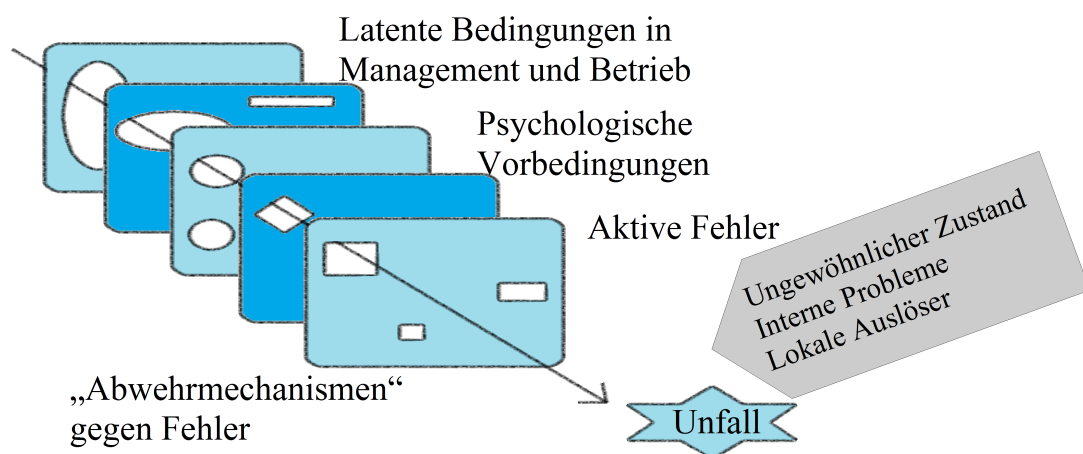 Latente Bedingungen in
Management und Betrieb
Psychologische
Vorbedingungen
Aktive Fehler
Ungewöhnlicher Zustand
Interne Probleme
Lokale Auslöser
„Abwehrmechanismen“
gegen Fehler
Unfall